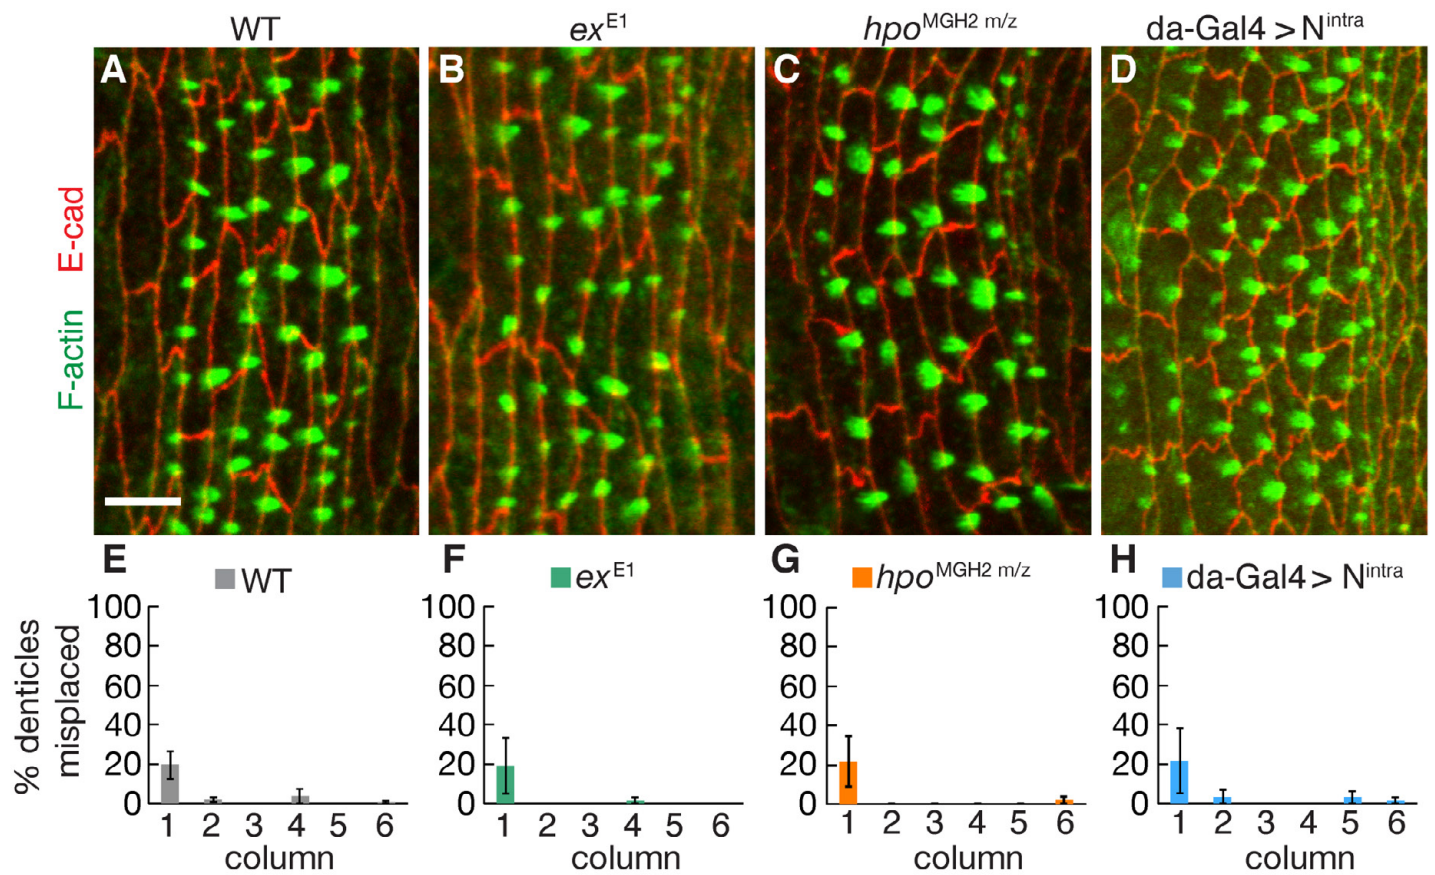 WT
ex^E1
hpo^MGH2 m/z
da-Gal4 > N^intra
A
B
C
D
F-actin E-cad
E
WT
F
ex^E1
G
hpo^MGH2 m/z
H
da-Gal4 > N^intra
% denticles
misplaced
100
80
60
40
20
0
1 2 3 4 5 6
column
100
80
60
40
20
0
1 2 3 4 5 6
column
100
80
60
40
20
0
1 2 3 4 5 6
column
100
80
60
40
20
0
1 2 3 4 5 6
column